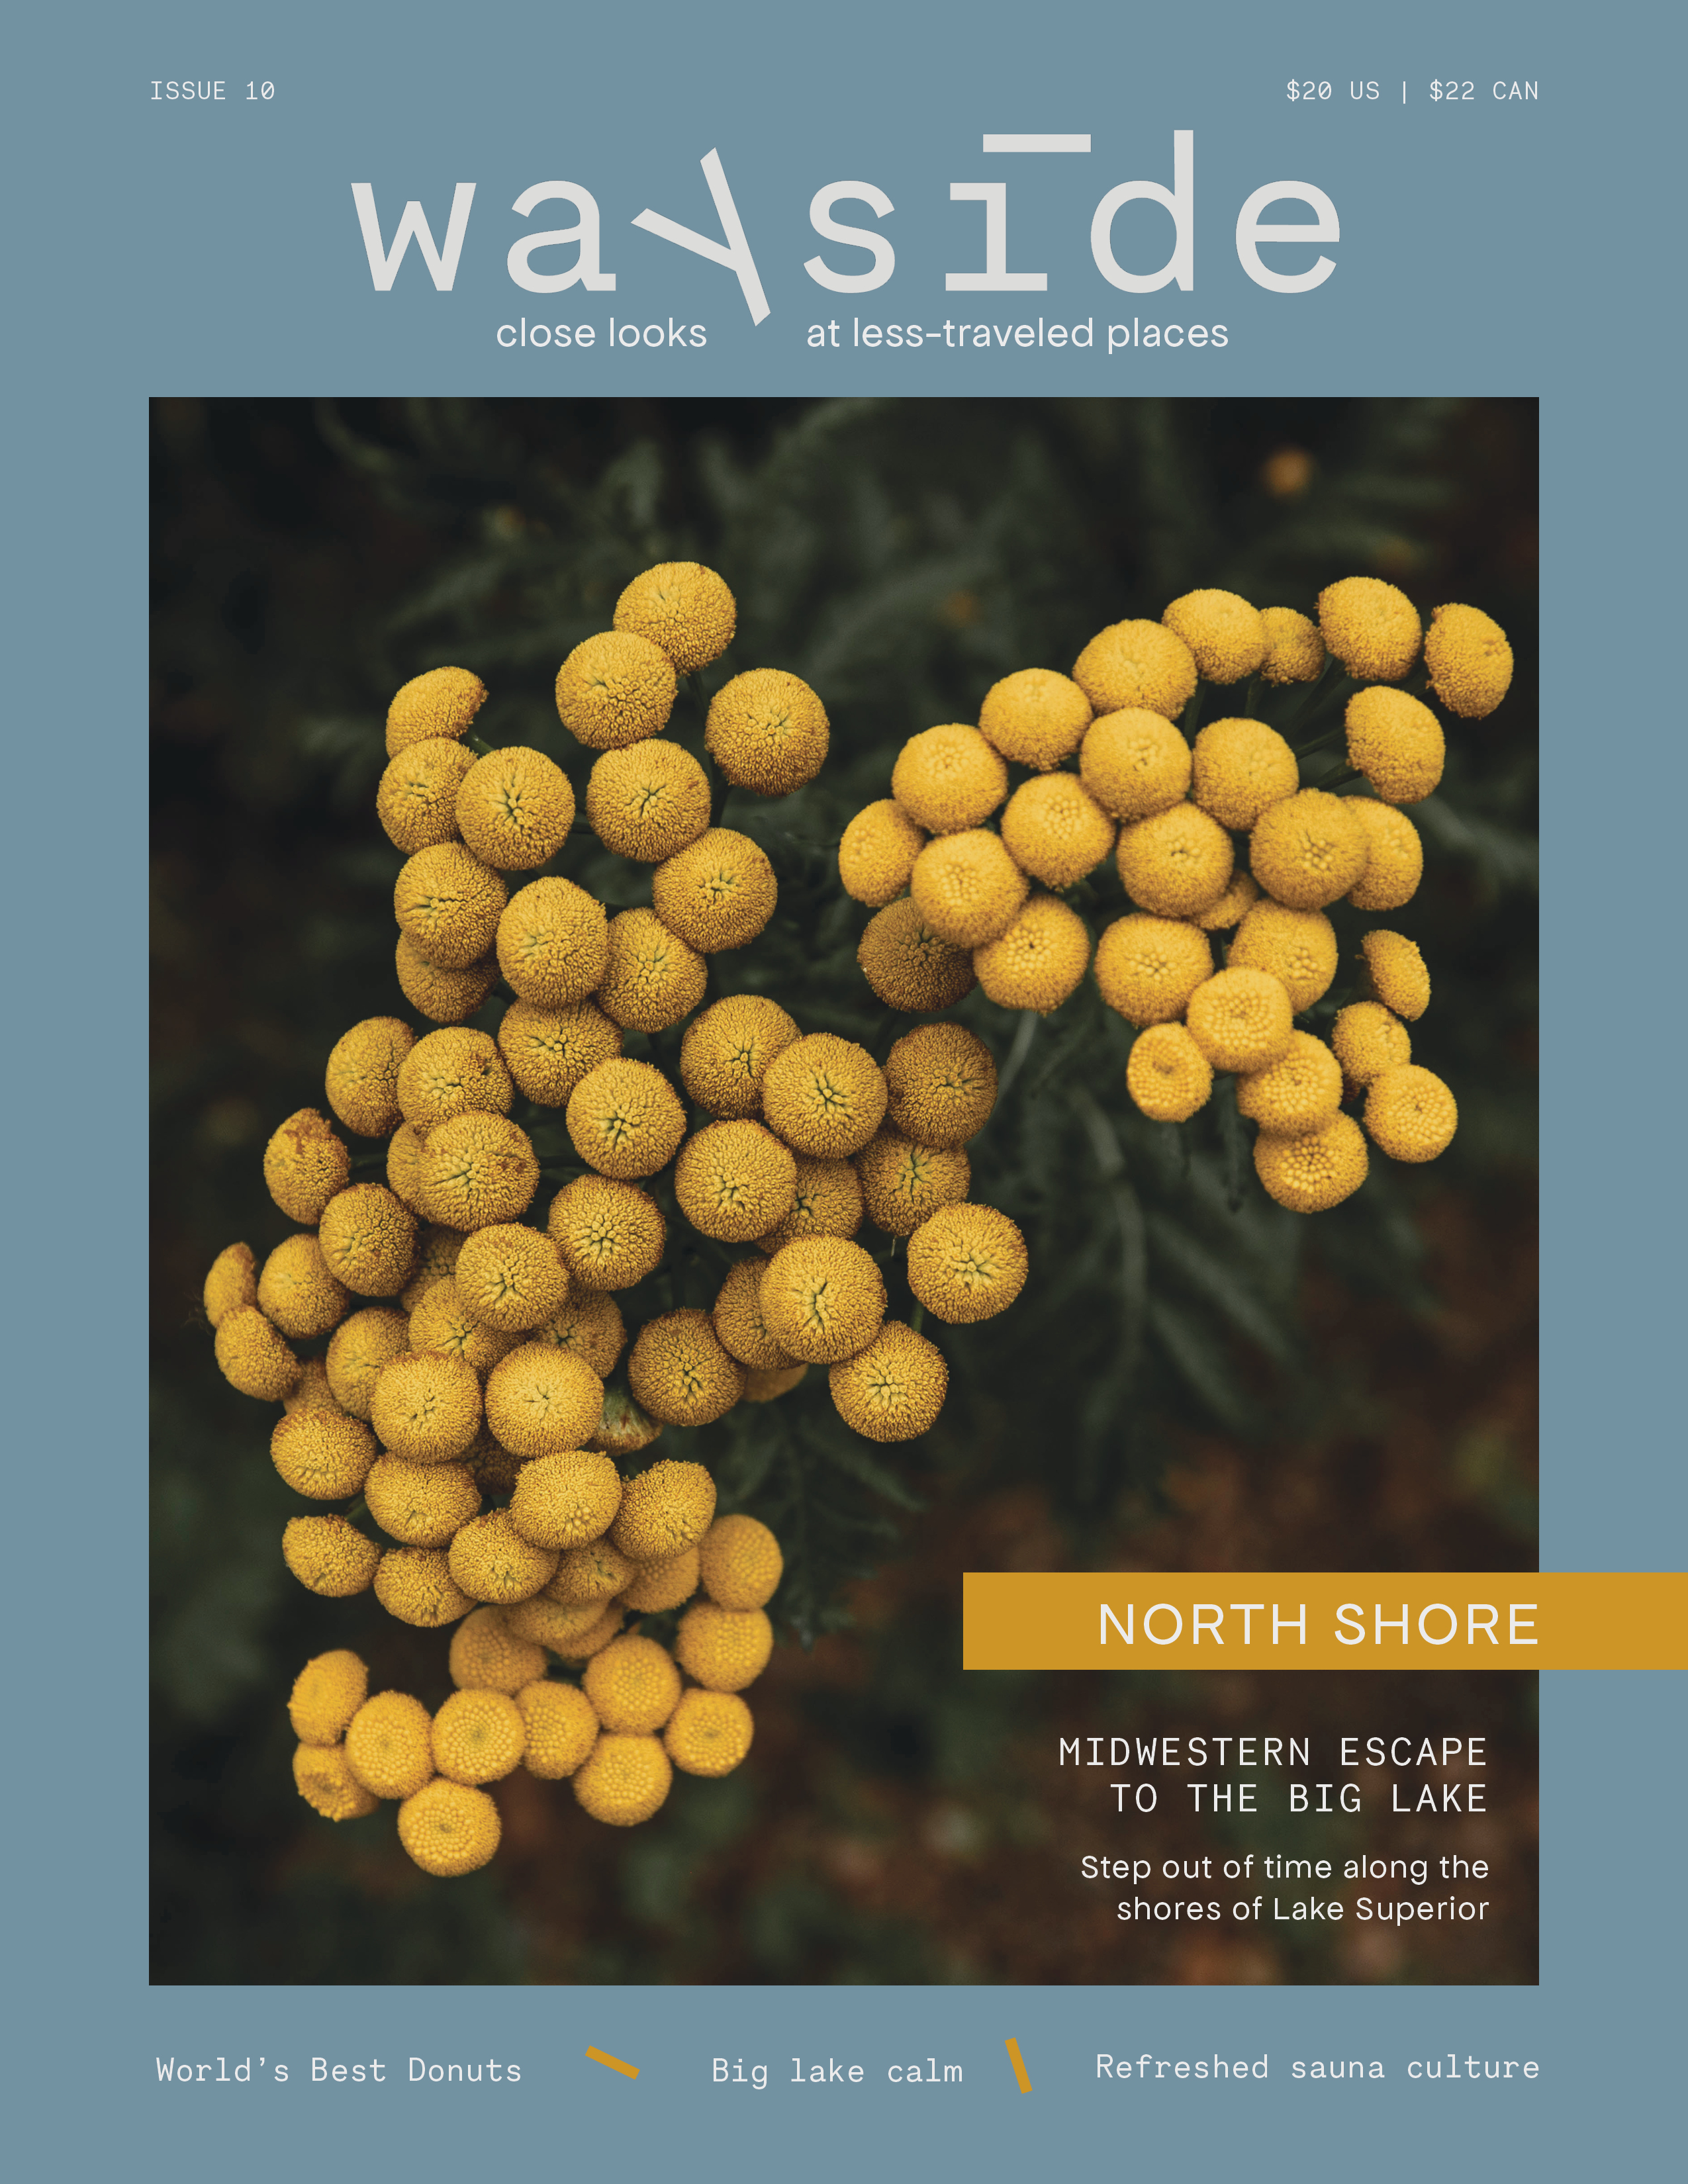 ISSUE 10
$20 US | $22 CAN
wayside
close looks at less-traveled places
NORTH SHORE
MIDWESTERN ESCAPE
TO THE BIG LAKE
Step out of time along the
shores of Lake Superior
World’s Best Donuts
Big lake calm
Refreshed sauna culture